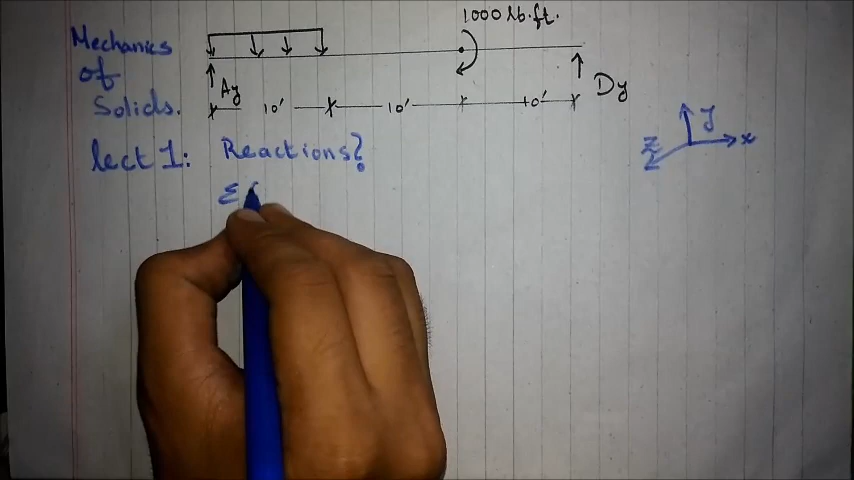 Mechanics
of
Solids.
1000 lb.ft.
Ay
Dy
10' 10' 10'
y
x
z
lect 1: Reactions?
Σ